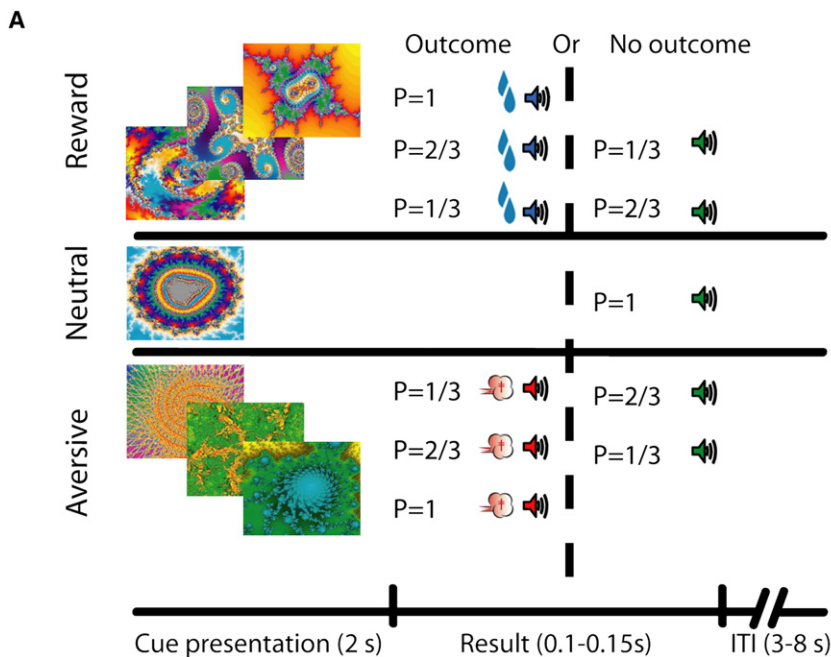 A
Outcome Or No outcome
Reward
P=1
P=2/3 P=1/3
P=1/3 P=2/3
Neutral
P=1
Aversive
P=1/3 P=2/3
P=2/3 P=1/3
P=1
Cue presentation (2 s) Result (0.1-0.15s) ITI (3-8 s)